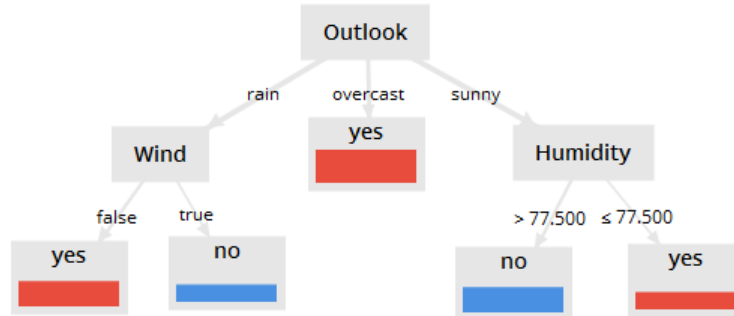 Outlook
rain
overcast
sunny
yes
Wind
Humidity
false
true
> 77.500
≤ 77.500
yes
no
no
yes